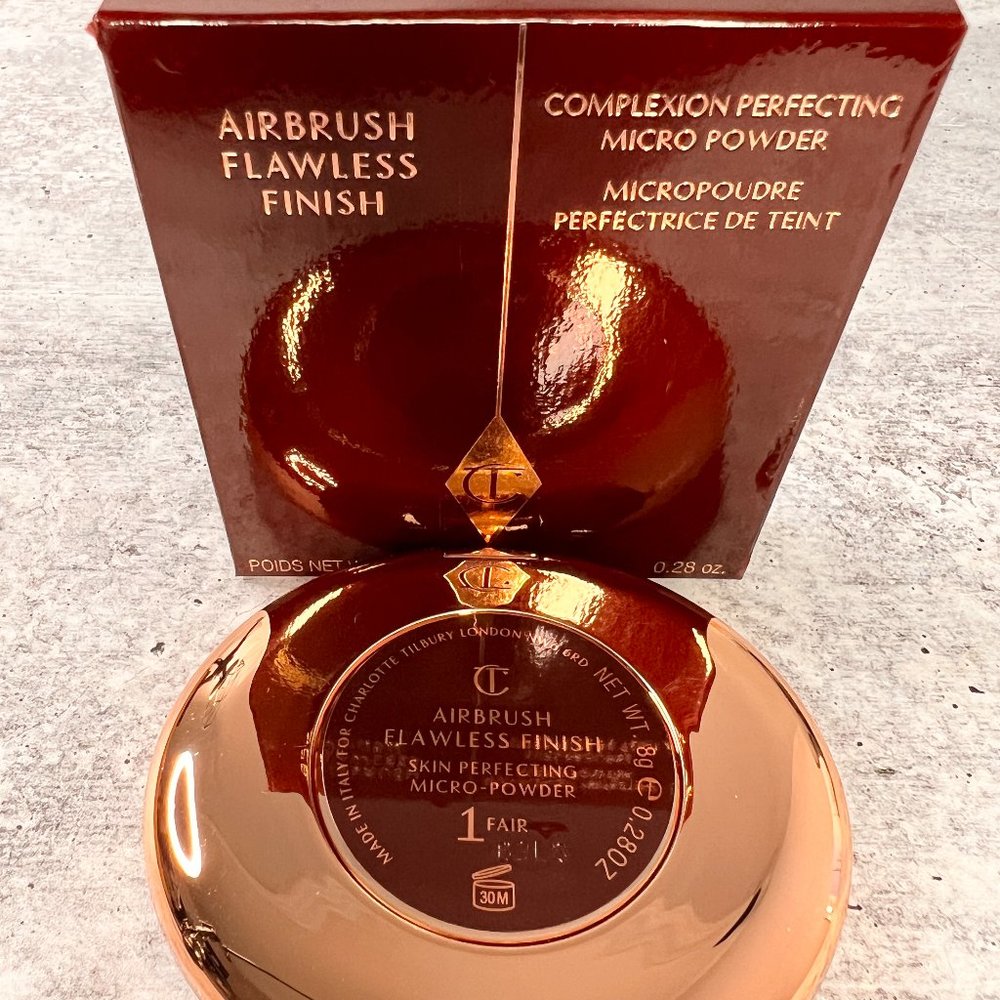 AIRBRUSH
FLAWLESS
FINISH
COMPLEXION PERFECTING
MICRO POWDER
MICROPOUDRE
PERFECTRICE DE TEINT
CT
POIDS NET
0.28 oz.
CT
MADE IN ITALY FOR CHARLOTTE TILBURY LONDON 6RD
NET WT. 8g e 0.28OZ
CT
AIRBRUSH
FLAWLESS FINISH
SKIN PERFECTING
MICRO-POWDER
1 FAIR
30M